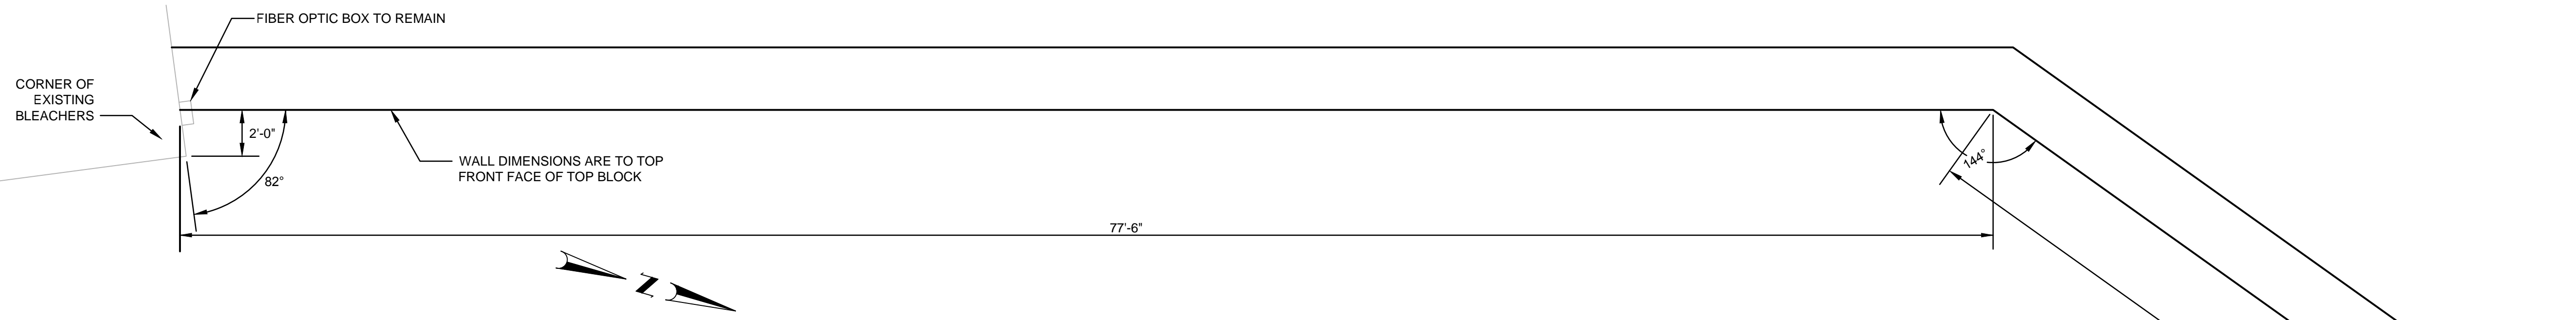 FIBER OPTIC BOX TO REMAIN
CORNER OF
EXISTING
BLEACHERS
2'-0"
82°
WALL DIMENSIONS ARE TO TOP
FRONT FACE OF TOP BLOCK
144°
77'-6"
N